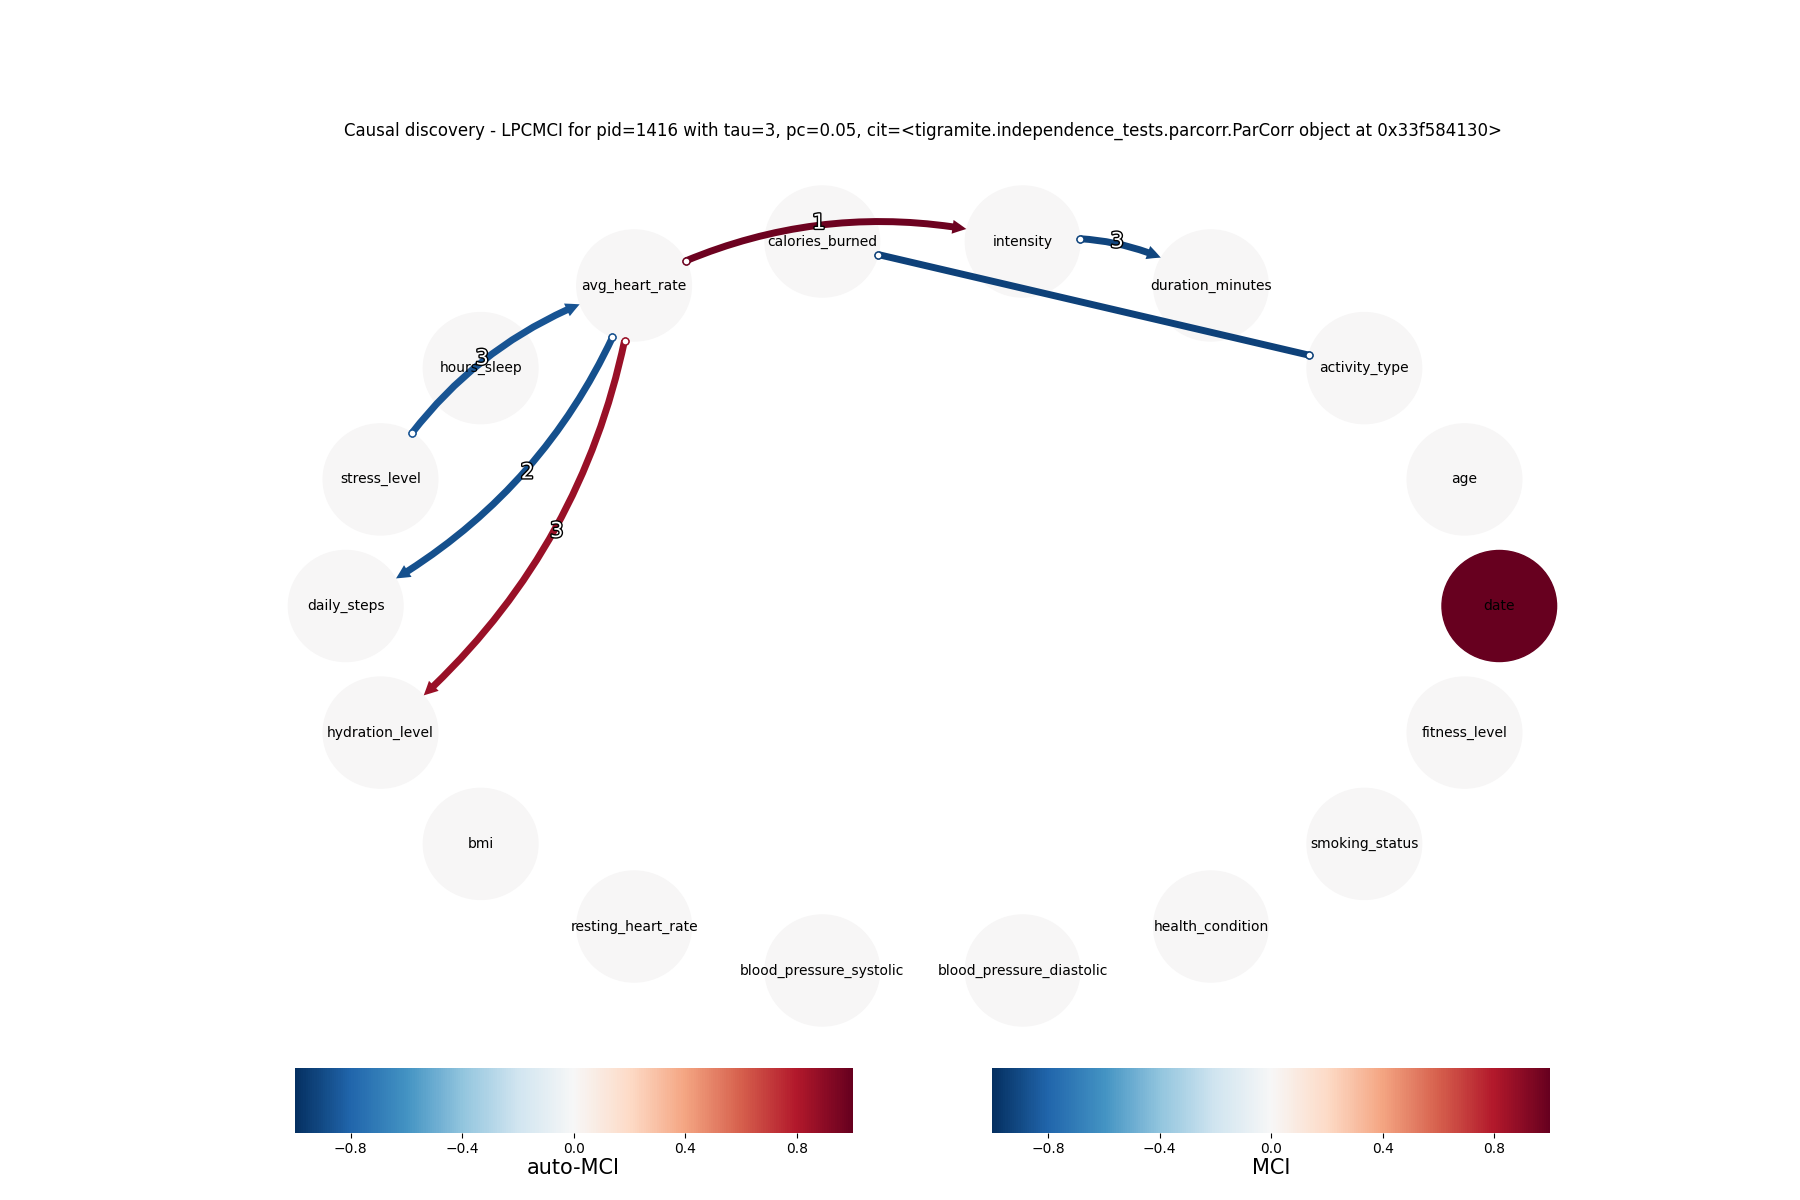 Causal discovery - LPCMCI for pid=1416 with tau=3, pc=0.05, cit=<tigramite.independence_tests.parcorr.ParCorr object at 0x33f584130>
1
calories_burned
intensity
3
avg_heart_rate
duration_minutes
3
hours_sleep
activity_type
2
stress_level
age
3
daily_steps
date
hydration_level
fitness_level
bmi
smoking_status
resting_heart_rate
health_condition
blood_pressure_systolic
blood_pressure_diastolic
−0.8 −0.4 0.0 0.4 0.8
auto-MCI
−0.8 −0.4 0.0 0.4 0.8
MCI